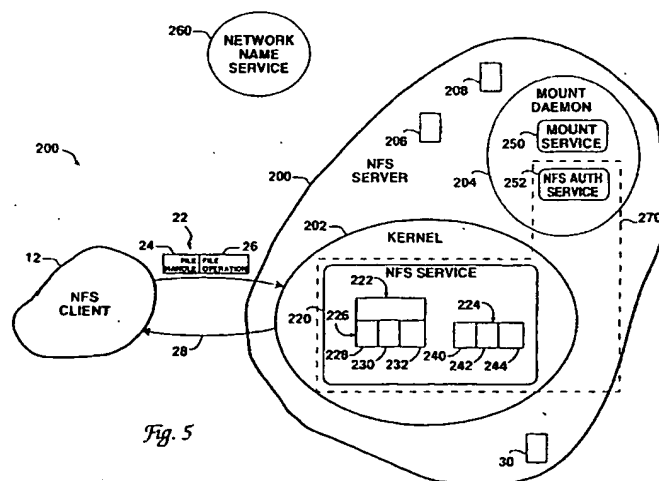 260
NETWORK
NAME
SERVICE
208
MOUNT
DAEMON
250
MOUNT
SERVICE
206
200
200
NFS
SERVER
204
252
NFS AUTH
SERVICE
270
202
KERNEL
22
24
26
12
FILE
HANDLE
FILE
OPERATION
NFS
CLIENT
NFS SERVICE
222
224
220
226
28
228
230
232
240
242
244
Fig. 5
30